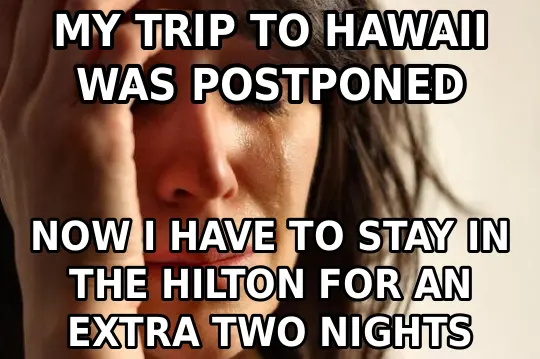 MY TRIP TO HAWAII
WAS POSTPONED
NOW I HAVE TO STAY IN
THE HILTON FOR AN
EXTRA TWO NIGHTS